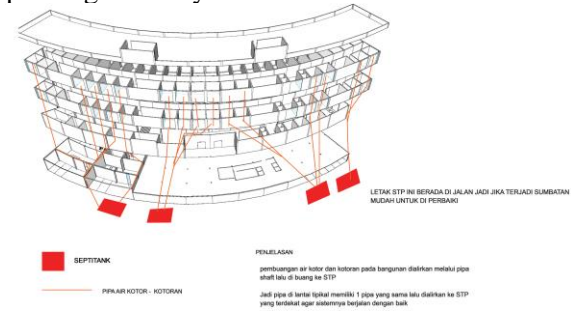 LETAK STP INI BERADA DI JALAN JADI JIKA TERJADI SUMBATAN
MUDAH UNTUK DI PERBAIKI
SEPTITANK
PIPA AIR KOTOR - KOTORAN
PENJELASAN
pembuangan air kotor dan kotoran pada bangunan dialirkan melalui pipa
shaft lalu di buang ke STP
Jadi pipa di lantai tipikal memiliki 1 pipa yang sama lalu dialirkan ke STP
yang terdekat agar sistemnya berjalan dengan baik